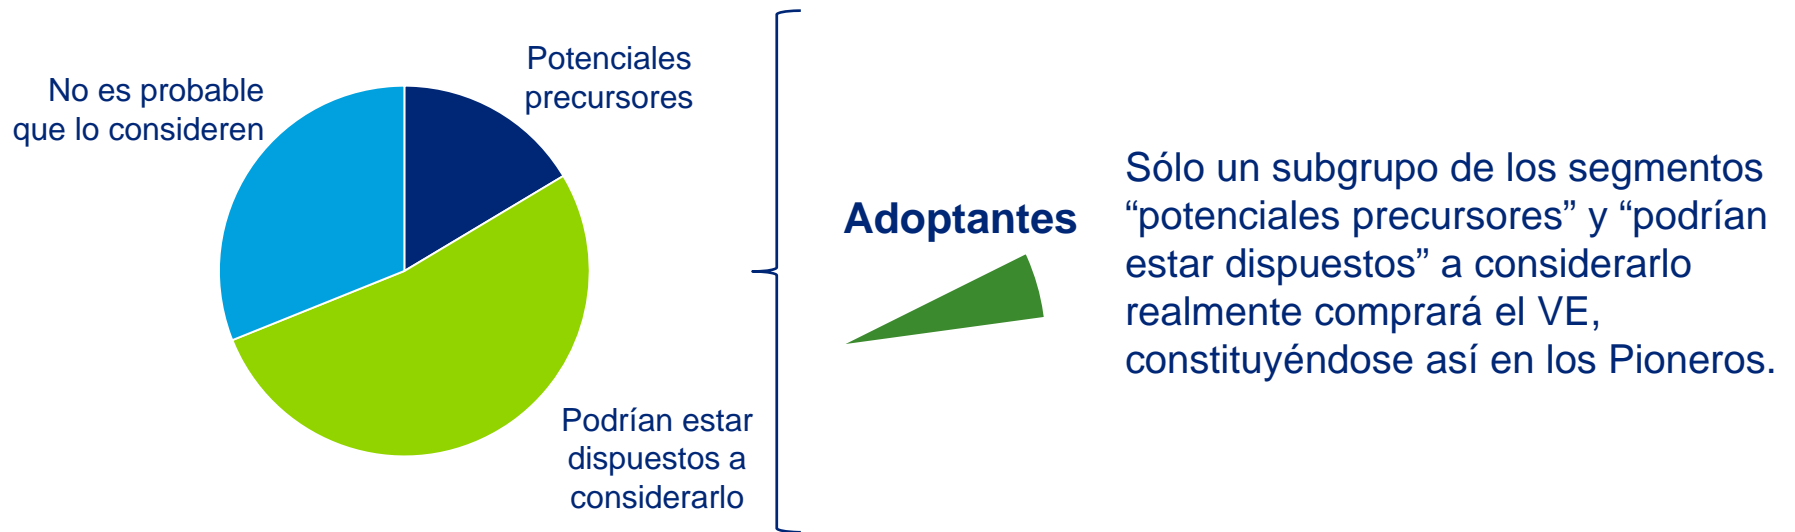 Potenciales
precursores
No es probable
que lo consideren
Podrían estar
dispuestos a
considerarlo
Adoptantes
Sólo un subgrupo de los segmentos
“potenciales precursores” y “podrían
estar dispuestos” a considerarlo
realmente comprará el VE,
constituyéndose así en los Pioneros.